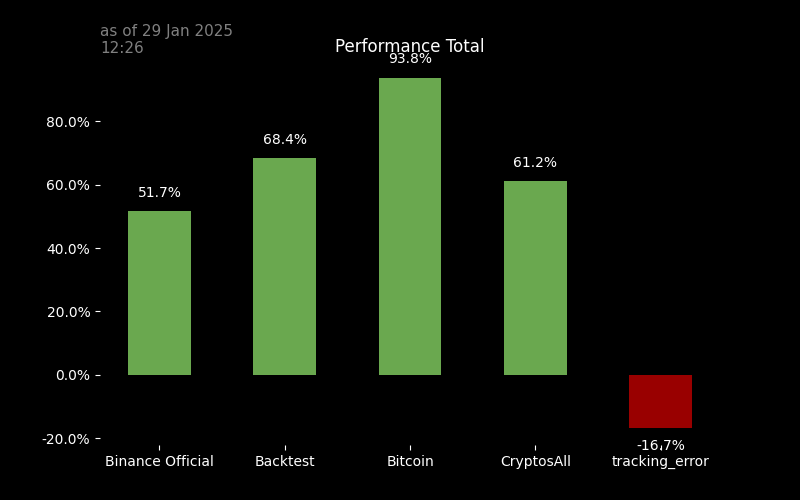 as of 29 Jan 2025
12:26
Performance Total
93.8%
80.0%
68.4%
61.2%
60.0%
51.7%
40.0%
20.0%
0.0%
-20.0%
-16.7%
Binance Official
Backtest
Bitcoin
CryptosAll
tracking_error